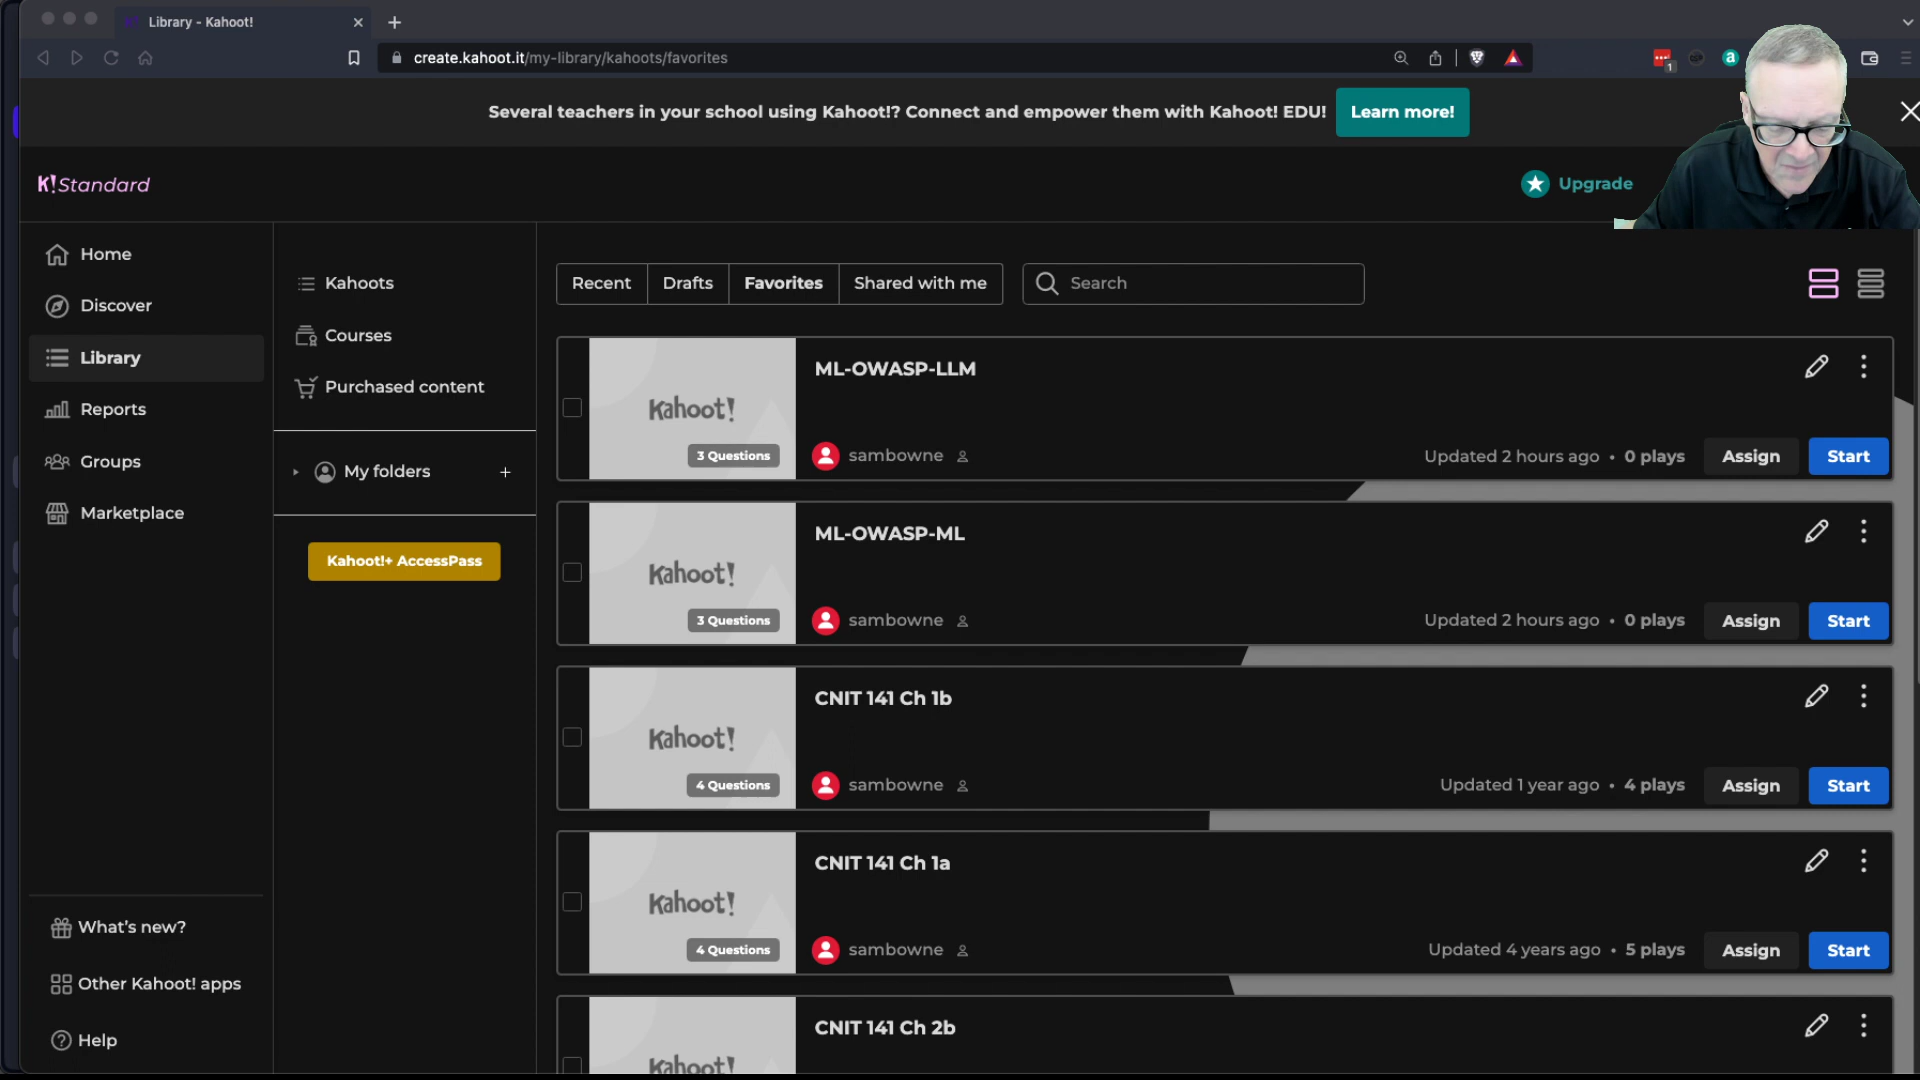 Library - Kahoot!
create.kahoot.it/my-library/kahoots/favorites
1
a
Several teachers in your school using Kahoot!? Connect and empower them with Kahoot! EDU!
Learn more!
K! Standard
Upgrade
Home
Discover
Library
Reports
Groups
Marketplace
What's new?
Other Kahoot! apps
Help
Kahoots
Courses
Purchased content
My folders
Kahoot!+ AccessPass
Recent
Drafts
Favorites
Shared with me
Search
Kahoot!
3 Questions
ML-OWASP-LLM
sambowne
Updated 2 hours ago • 0 plays
Assign
Start
Kahoot!
3 Questions
ML-OWASP-ML
sambowne
Updated 2 hours ago • 0 plays
Assign
Start
Kahoot!
4 Questions
CNIT 141 Ch 1b
sambowne
Updated 1 year ago • 4 plays
Assign
Start
Kahoot!
4 Questions
CNIT 141 Ch 1a
sambowne
Updated 4 years ago • 5 plays
Assign
Start
Kahoot!
CNIT 141 Ch 2b